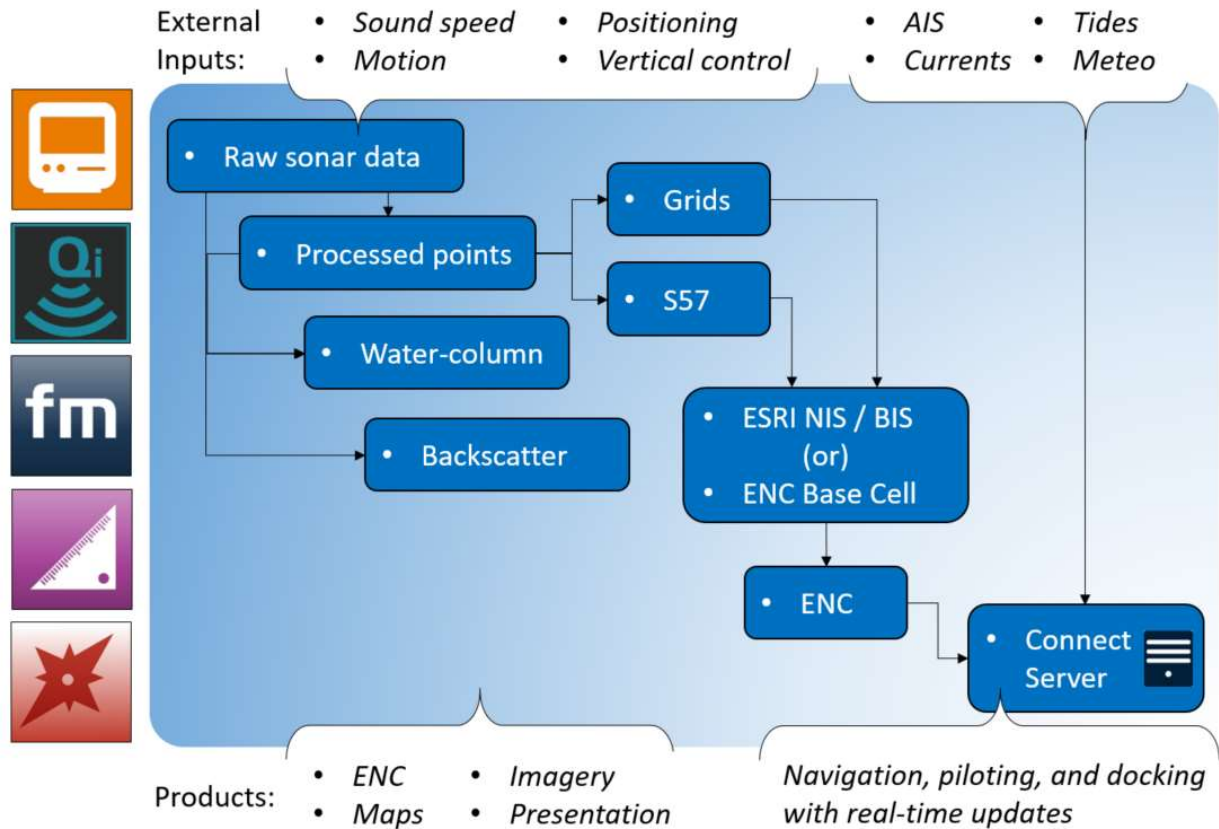 External Inputs:
• Sound speed • Positioning
• Motion • Vertical control
• AIS • Tides
• Currents • Meteo
• Raw sonar data
Qi
• Processed points
• Grids
• S57
• Water-column
fm
• Backscatter
• ESRI NIS / BIS
(or)
• ENC Base Cell
• ENC
• Connect
Server
Products:
• ENC • Imagery
• Maps • Presentation
Navigation, piloting, and docking
with real-time updates